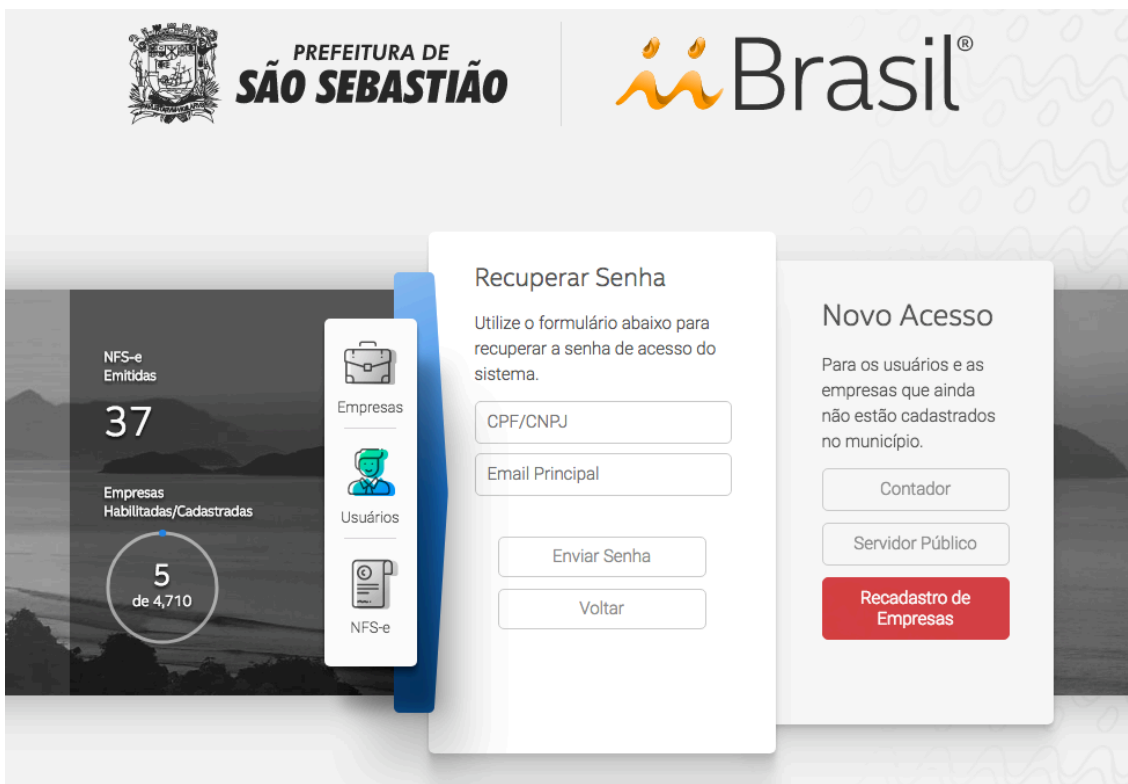 PREFEITURA DE
SÃO SEBASTIÃO
iiBrasil®
NFS-e
Emitidas
37
Empresas
Habilitadas/Cadastradas
5
de 4,710
Empresas
Usuários
NFS-e
Recuperar Senha
Utilize o formulário abaixo para
recuperar a senha de acesso do
sistema.
CPF/CNPJ
Email Principal
Enviar Senha
Voltar
Novo Acesso
Para os usuários e as
empresas que ainda
não estão cadastrados
no município.
Contador
Servidor Público
Recadastro de
Empresas